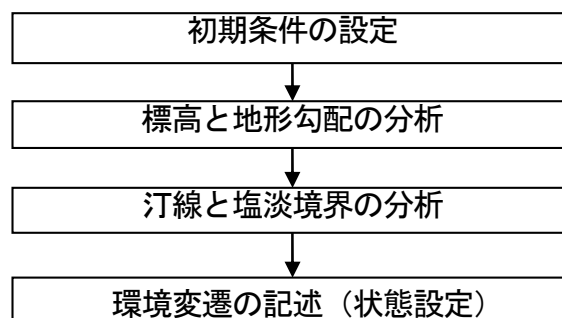 初期条件の設定
標高と地形勾配の分析
汀線と塩淡境界の分析
環境変遷の記述（状態設定）